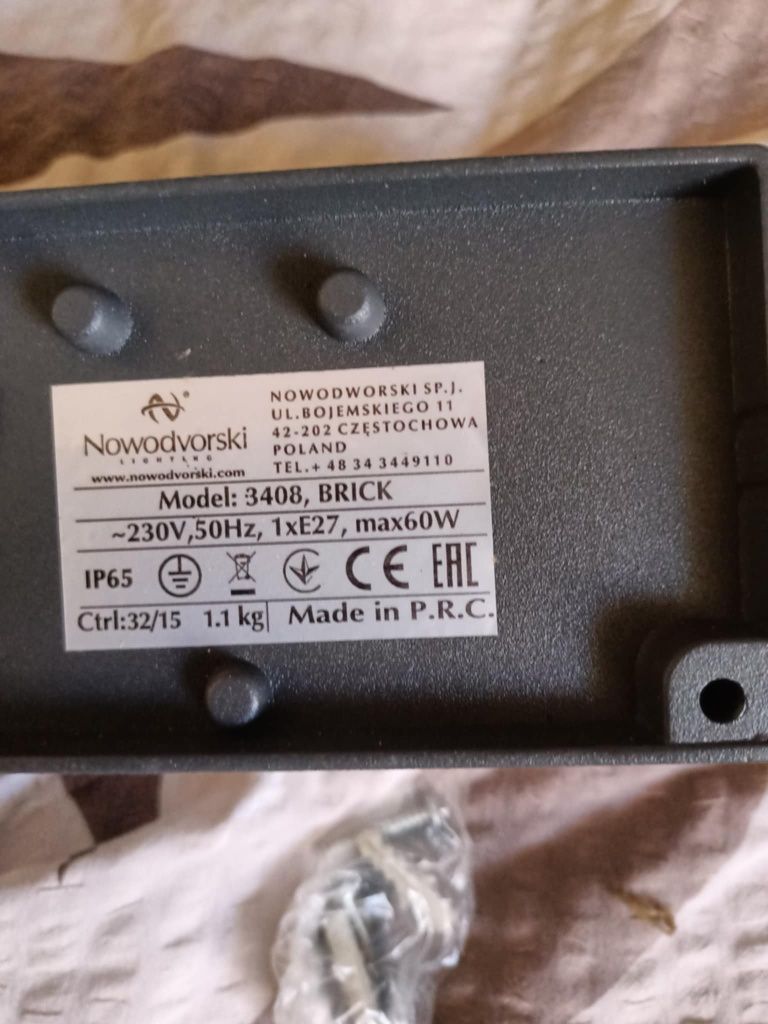 Nowodvorski
LIGHTING
www.nowodvorski.com
NOWODWORSKI SP.J.
UL.BOJEMSKIEGO 11
42-202 CZĘSTOCHOWA
POLAND
TEL.+ 48 34 3449110
Model: 3408, BRICK
~230V,50Hz, 1xE27, max60W
IP65 CE EAC
Ctrl:32/15 1.1 kg Made in P.R.C.